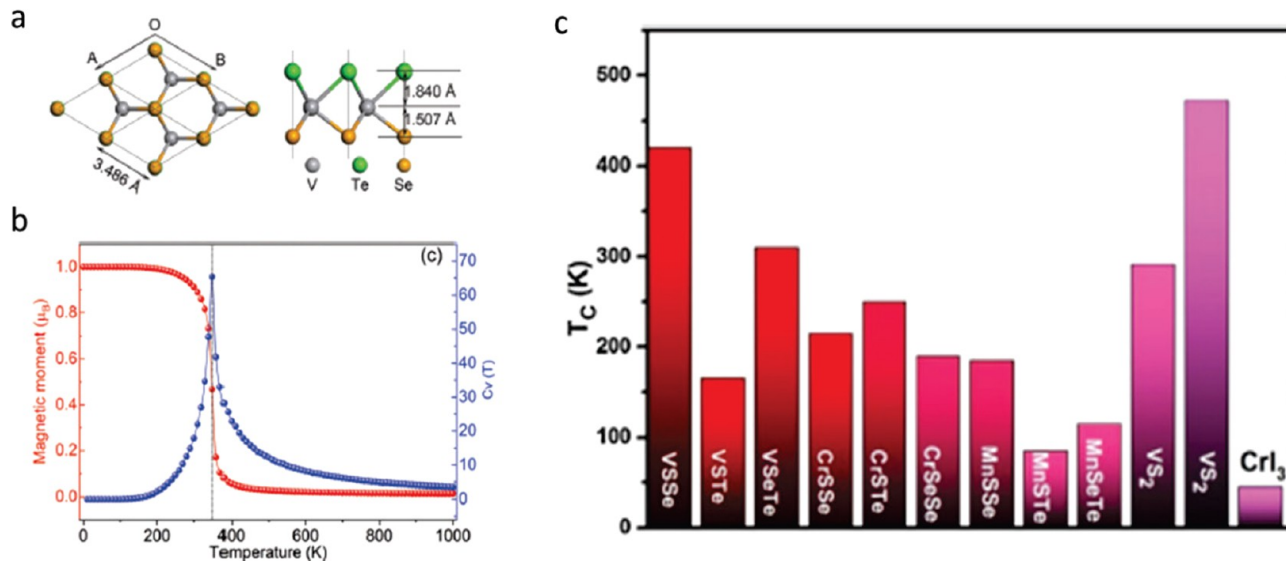 a
O
A
B
3.486 Å
1.840 Å
1.507 Å
V
Te
Se
b
(c)
Magnetic moment (μB)
1.0
0.8
0.6
0.4
0.2
0.0
70
60
50
40
30
20
10
0
Cv (T)
0 200 400 600 800 1000
Temperature (K)
c
TC (K)
500
400
300
200
100
0
VSSe
VSTe
VSeTe
CrSSe
CrSTe
CrSeSe
MnSSe
MnSTe
MnSeTe
VS2
VS2
CrI3